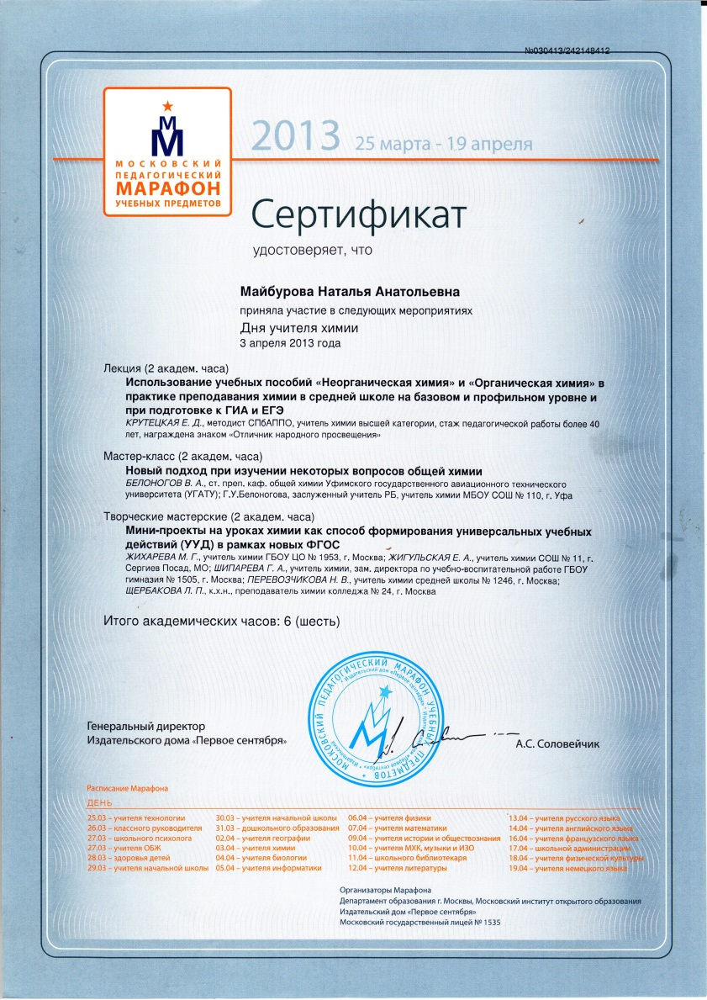 №030413/242148412
М
М
МОСКОВСКИЙ
ПЕДАГОГИЧЕСКИЙ
МАРАФОН
УЧЕБНЫХ ПРЕДМЕТОВ
2013 25 марта - 19 апреля
Сертификат
удостоверяет, что
Майбурова Наталья Анатольевна
приняла участие в следующих мероприятиях
Дня учителя химии
3 апреля 2013 года
Лекция (2 академ. часа)
Использование учебных пособий «Неорганическая химия» и «Органическая химия» в
практике преподавания химии в средней школе на базовом и профильном уровне и
при подготовке к ГИА и ЕГЭ
КРУТЕЦКАЯ Е. Д., методист СПбАППО, учитель химии высшей категории, стаж педагогической работы более 40
лет, награждена знаком «Отличник народного просвещения»
Мастер-класс (2 академ. часа)
Новый подход при изучении некоторых вопросов общей химии
БЕЛОНОГОВ В. А., ст. преп. каф. общей химии Уфимского государственного авиационного технического
университета (УГАТУ); Г.У.Белоногова, заслуженный учитель РБ, учитель химии МБОУ СОШ № 110, г. Уфа
Творческие мастерские (2 академ. часа)
Мини-проекты на уроках химии как способ формирования универсальных учебных
действий (УУД) в рамках новых ФГОС
ЖИХАРЕВА М. Г., учитель химии ГБОУ ЦО № 1953, г. Москва; ЖИГУЛЬСКАЯ Е. А., учитель химии СОШ № 11, г.
Сергиев Посад, МО; ШИПАРЕВА Г. А., учитель химии, зам. директора по учебно-воспитательной работе ГБОУ
гимназия № 1505, г. Москва; ПЕРЕВОЗЧИКОВА Н. В., учитель химии средней школы № 1246, г. Москва;
ЩЕРБАКОВА Л. П., к.х.н., преподаватель химии колледжа № 24, г. Москва
Итого академических часов: 6 (шесть)
МОСКОВСКИЙ ПЕДАГОГИЧЕСКИЙ МАРАФОН УЧЕБНЫХ ПРЕДМЕТОВ
Издательский дом «Первое сентября»
Генеральный директор
Издательского дома «Первое сентября»
А.С. Соловейчик
Расписание Марафона
ДЕНЬ
25.03 – учителя технологии
26.03 – классного руководителя
27.03 – школьного психолога
27.03 – учителя ОБЖ
28.03 – здоровья детей
29.03 – учителя начальной школы
30.03 – учителя начальной школы
31.03 – дошкольного образования
02.04 – учителя географии
03.04 – учителя химии
04.04 – учителя биологии
05.04 – учителя информатики
06.04 – учителя физики
07.04 – учителя математики
09.04 – учителя истории и обществознания
10.04 – учителя МХК, музыки и ИЗО
11.04 – школьного библиотекаря
12.04 – учителя литературы
13.04 – учителя русского языка
14.04 – учителя английского языка
16.04 – учителя французского языка
17.04 – школьной администрации
18.04 – учителя физической культуры
19.04 – учителя немецкого языка
Организаторы Марафона
Департамент образования г. Москвы, Московский институт открытого образования
Издательский дом «Первое сентября»
Московский государственный лицей № 1535